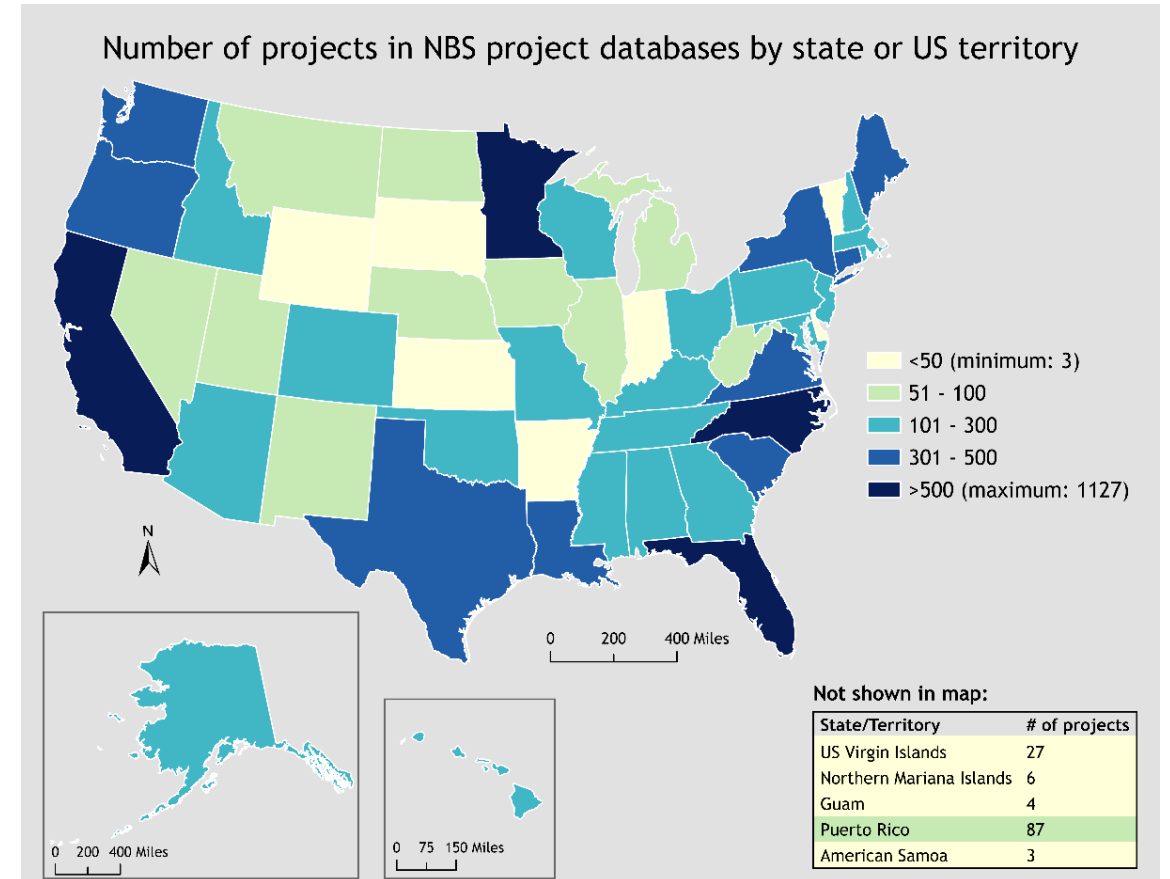 Number of projects in NBS project databases by state or US territory
<50 (minimum: 3)
51 - 100
101 - 300
301 - 500
>500 (maximum: 1127)
N
0 200 400 Miles
0 200 400 Miles
0 75 150 Miles
Not shown in map:
State/Territory # of projects
US Virgin Islands 27
Northern Mariana Islands 6
Guam 4
Puerto Rico 87
American Samoa 3